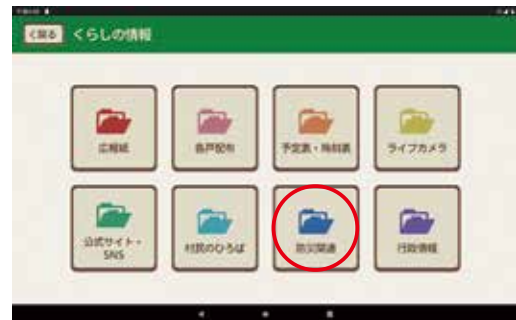 <戻る くらしの情報
広報紙
各戸配布
予定表・時刻表
ライブカメラ
公式サイト・
SNS
村民のひろば
防災関連
行政情報